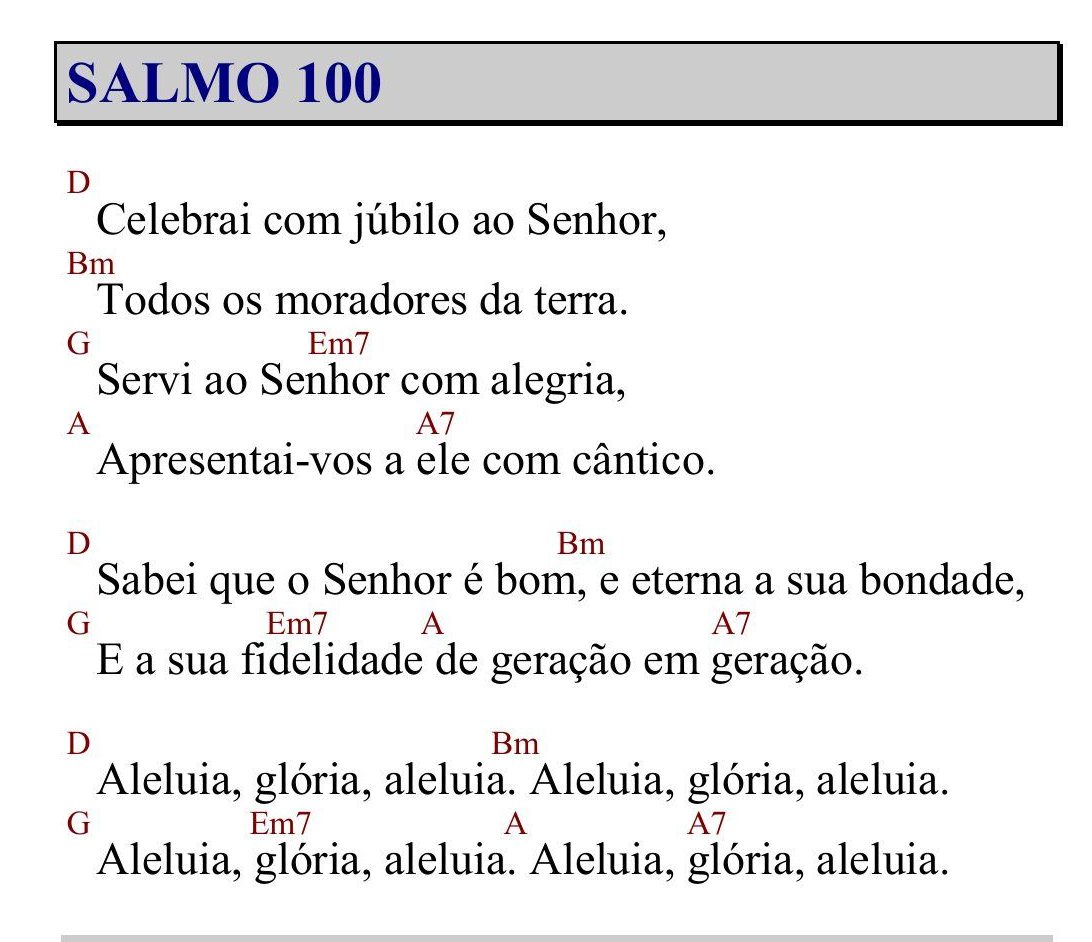 SALMO 100
D
Celebrai com júbilo ao Senhor,
Bm
Todos os moradores da terra.
G Em7
Servi ao Senhor com alegria,
A A7
Apresentai-vos a ele com cântico.
D Bm
Sabei que o Senhor é bom, e eterna a sua bondade,
G Em7 A A7
E a sua fidelidade de geração em geração.
D Bm
Aleluia, glória, aleluia. Aleluia, glória, aleluia.
G Em7 A A7
Aleluia, glória, aleluia. Aleluia, glória, aleluia.